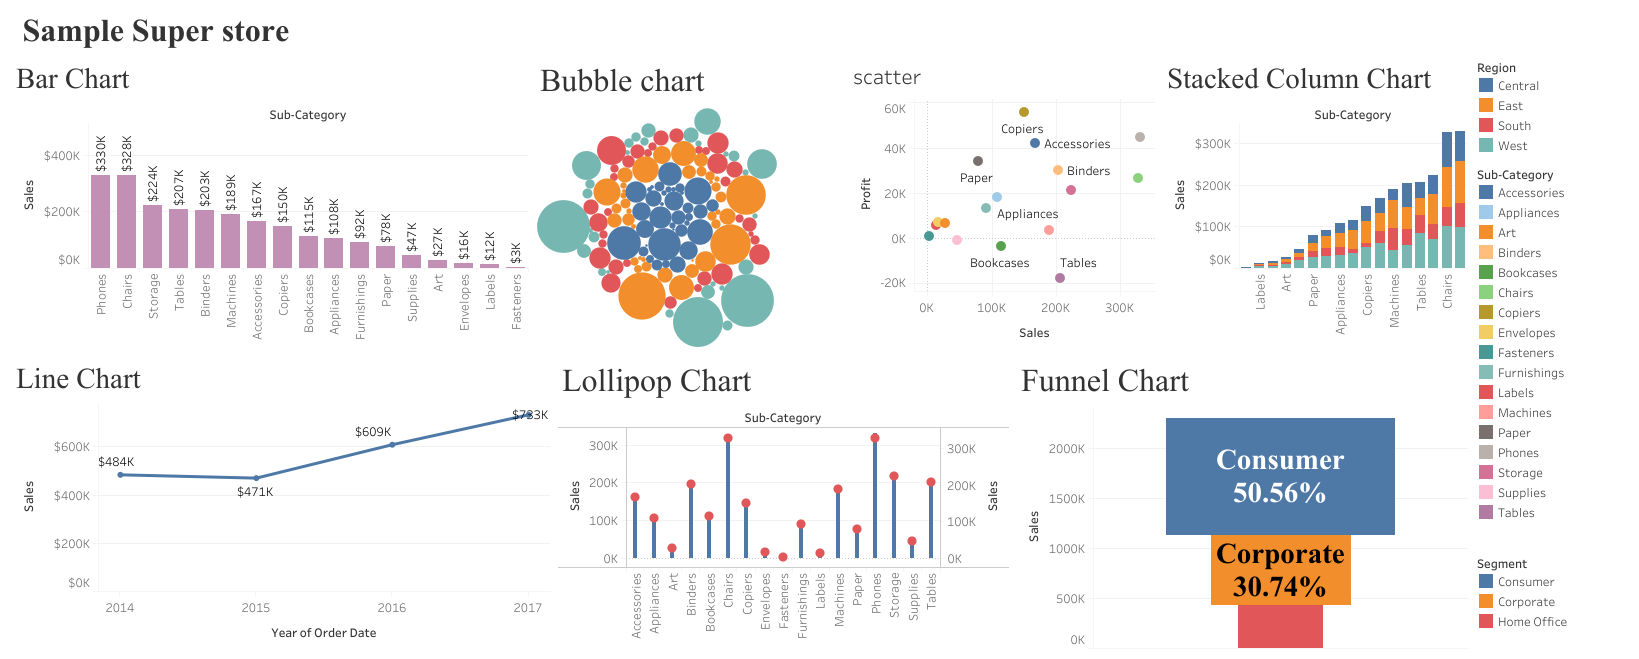 Sample Super store
Bar Chart
Sub-Category
Sales
$400K
$200K
$0K
$330K
$328K
$224K
$207K
$203K
$189K
$167K
$150K
$115K
$108K
$92K
$78K
$47K
$27K
$16K
$12K
$3K
Phones
Chairs
Storage
Tables
Binders
Machines
Accessories
Copiers
Bookcases
Appliances
Furnishings
Paper
Supplies
Art
Envelopes
Labels
Fasteners
Bubble chart
scatter
Profit
60K
40K
20K
0K
-20K
Copiers
Accessories
Paper
Binders
Appliances
Bookcases
Tables
0K
100K
200K
300K
Sales
Stacked Column Chart
Sub-Category
Sales
$300K
$200K
$100K
$0K
Labels
Art
Paper
Appliances
Copiers
Machines
Tables
Chairs
Region
Central
East
South
West
Sub-Category
Accessories
Appliances
Art
Binders
Bookcases
Chairs
Copiers
Envelopes
Fasteners
Furnishings
Labels
Machines
Paper
Phones
Storage
Supplies
Tables
Segment
Consumer
Corporate
Home Office
Line Chart
Sales
$600K
$400K
$200K
$0K
$484K
$471K
$609K
$733K
2014
2015
2016
2017
Year of Order Date
Lollipop Chart
Sub-Category
Sales
300K
200K
100K
0K
300K
200K
100K
0K
Sales
Accessories
Appliances
Art
Binders
Bookcases
Chairs
Copiers
Envelopes
Fasteners
Furnishings
Labels
Machines
Paper
Phones
Storage
Supplies
Tables
Funnel Chart
Sales
2000K
1500K
1000K
500K
0K
Consumer
50.56%
Corporate
30.74%